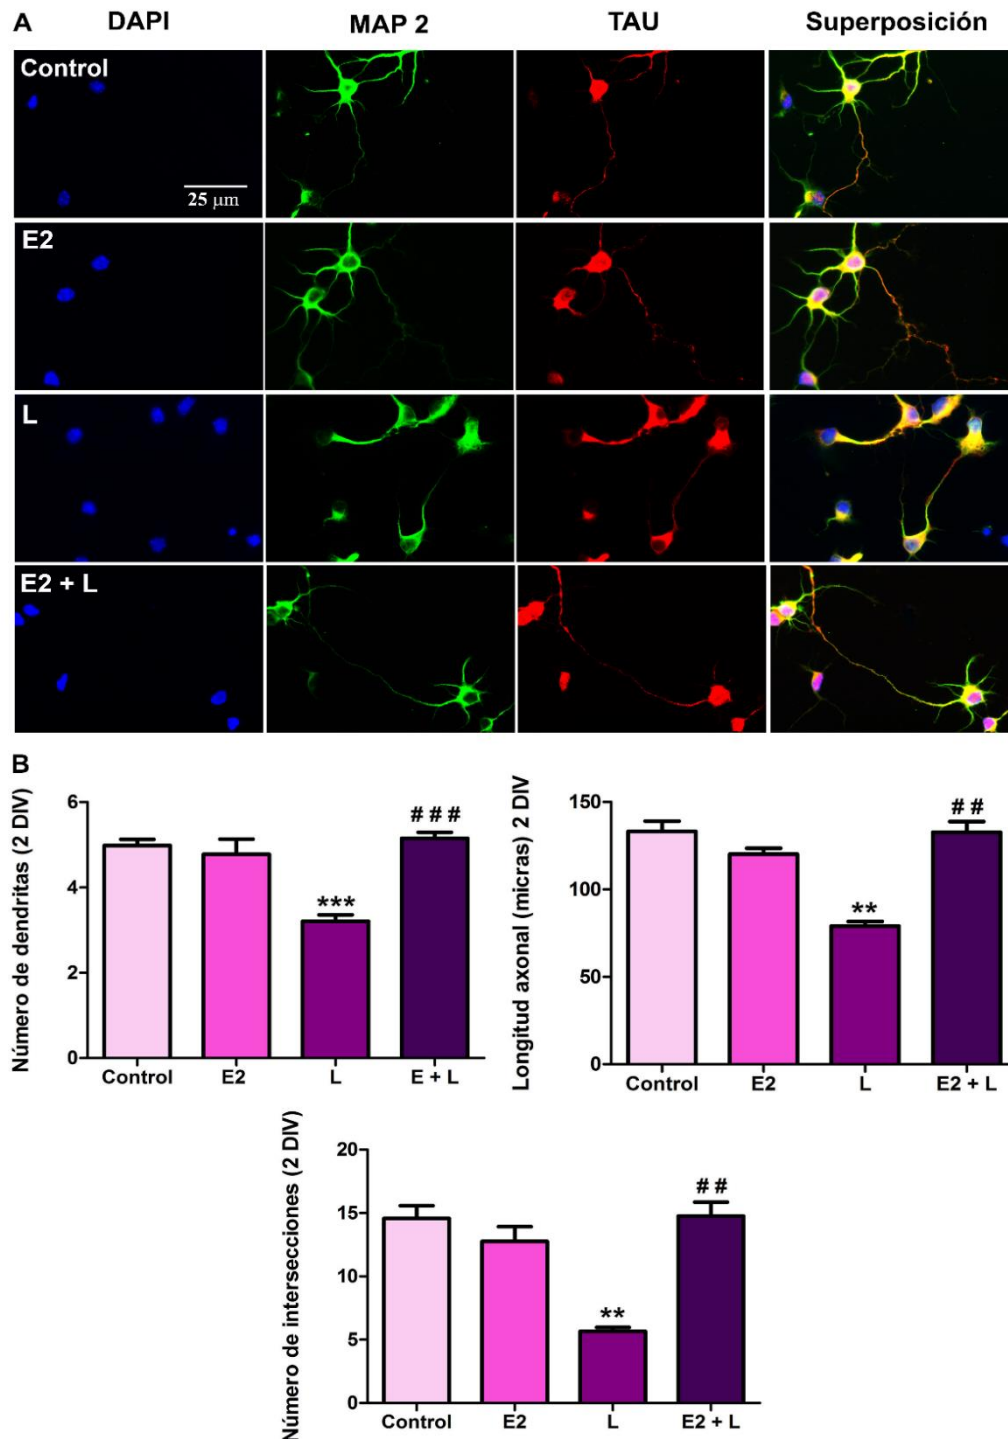 A DAPI MAP 2 TAU Superposición
Control
25 µm
E2
L
E2 + L
B
Número de dendritas (2 DIV)
6
4
2
0
***
# # #
Control E2 L E + L
Longitud axonal (micras) 2 DIV
150
100
50
0
**
# #
Control E2 L E2 + L
Número de intersecciones (2 DIV)
20
15
10
5
0
**
# #
Control E2 L E2 + L